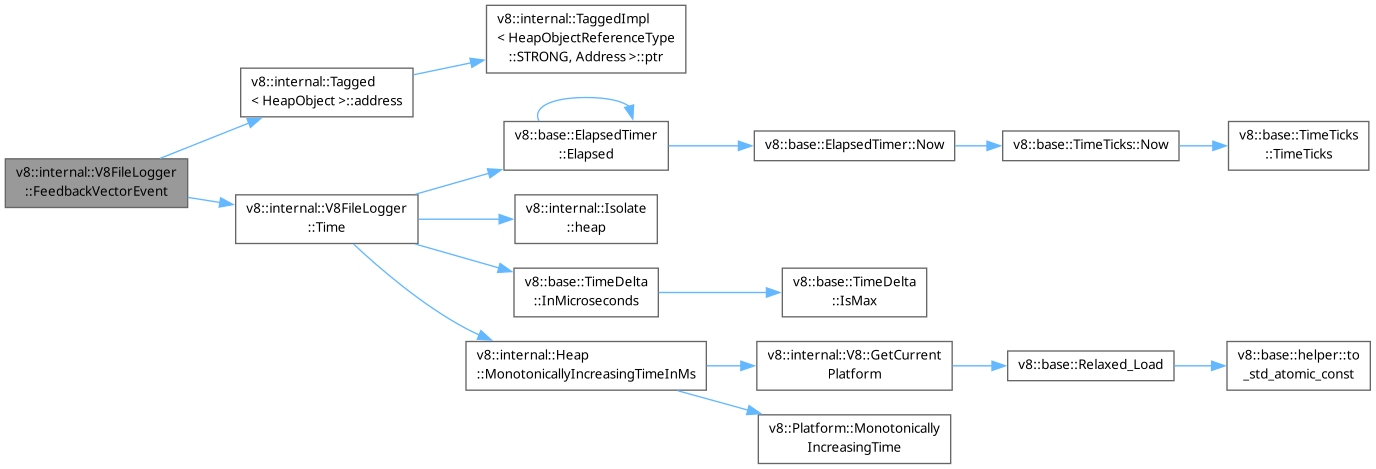 v8::internal::V8FileLogger
::FeedbackVectorEvent
v8::internal::Tagged
< HeapObject >::address
v8::internal::TaggedImpl
< HeapObjectReferenceType
::STRONG, Address >::ptr
v8::internal::V8FileLogger
::Time
v8::base::ElapsedTimer
::Elapsed
v8::base::ElapsedTimer::Now
v8::base::TimeTicks::Now
v8::base::TimeTicks
::TimeTicks
v8::internal::Isolate
::heap
v8::base::TimeDelta
::InMicroseconds
v8::base::TimeDelta
::IsMax
v8::internal::Heap
::MonotonicallyIncreasingTimeInMs
v8::internal::V8::GetCurrent
Platform
v8::base::Relaxed_Load
v8::base::helper::to
_std_atomic_const
v8::Platform::Monotonically
IncreasingTime